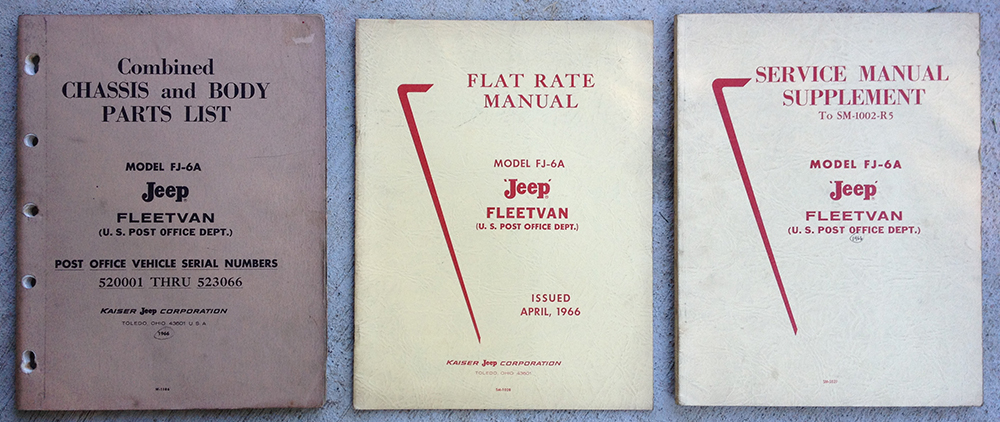 Combined
CHASSIS and BODY
PARTS LIST
MODEL FJ-6A
Jeep
FLEETVAN
(U. S. POST OFFICE DEPT.)
POST OFFICE VEHICLE SERIAL NUMBERS
520001 THRU 523066
KAISER Jeep CORPORATION
TOLEDO, OHIO 43601 U. S. A.
1966
FLAT RATE
MANUAL
MODEL FJ-6A
'Jeep'
FLEETVAN
(U. S. POST OFFICE DEPT.)
ISSUED
APRIL, 1966
KAISER Jeep CORPORATION
TOLEDO, OHIO 43601
SERVICE MANUAL
SUPPLEMENT
To SM-1002-R5
MODEL FJ-6A
'Jeep'
FLEETVAN
(U. S. POST OFFICE DEPT.)
1966